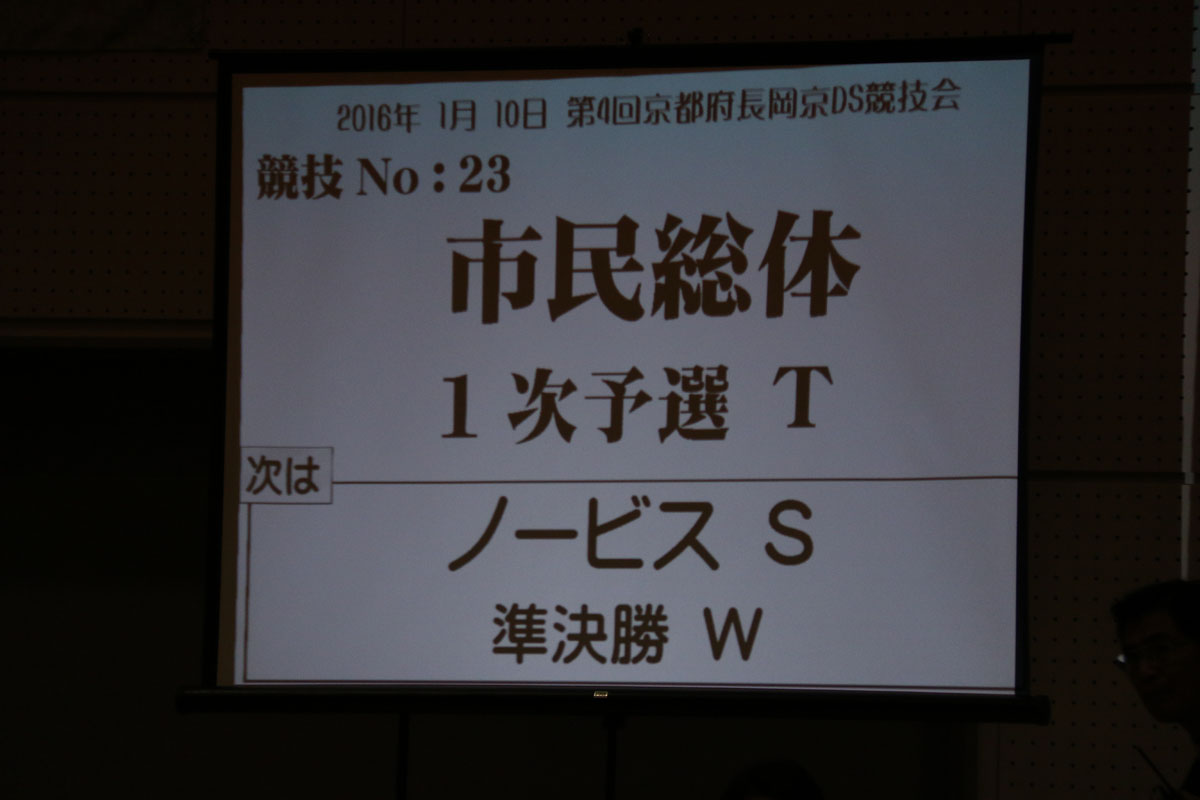 2016年 1月 10日 第4回京都府長岡京DS競技会
競技 No：23
市民総体
1 次予選 T
次は
ノービス S
準決勝 W